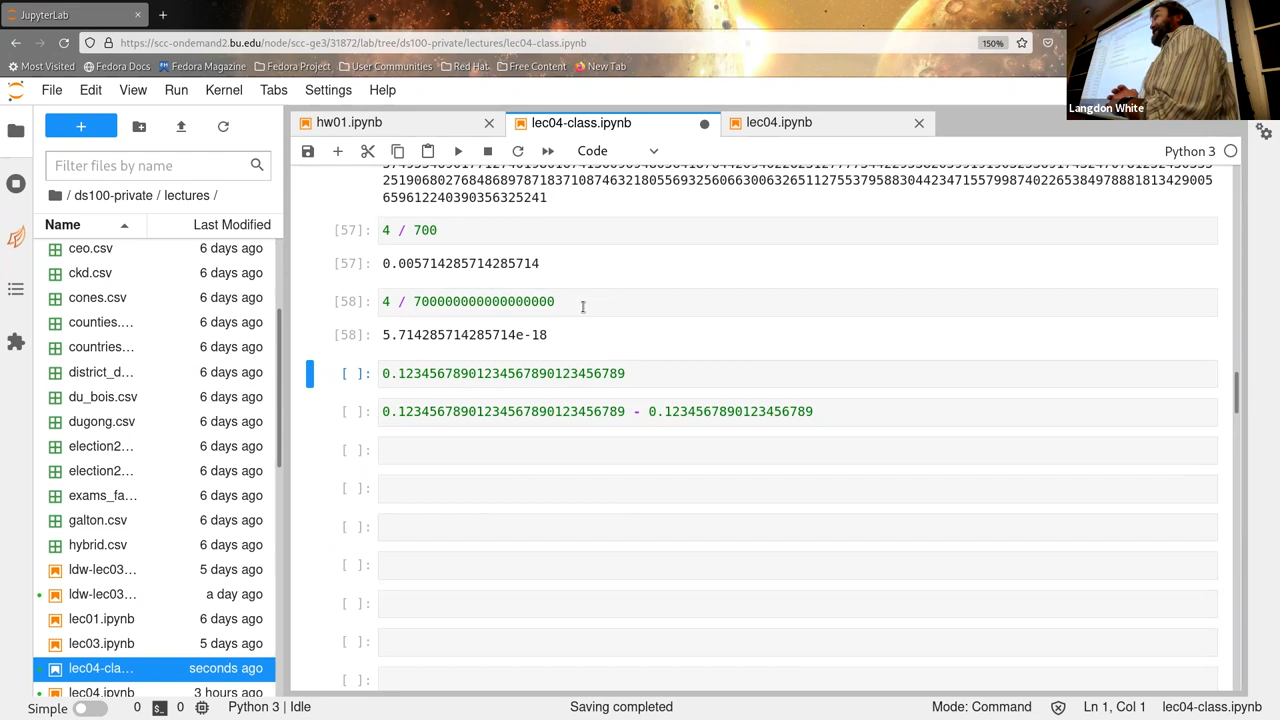 JupyterLab
https://scc-ondemand2.bu.edu/node/scc-ge3/31872/lab/tree/ds100-private/lectures/lec04-class.ipynb
150%
Most Visited
Fedora Docs
Fedora Magazine
Fedora Project
User Communities
Red Hat
Free Content
New Tab
Langdon White
File Edit View Run Kernel Tabs Settings Help
hw01.ipynb
lec04-class.ipynb
lec04.ipynb
Code
Python 3
Filter files by name
/ ds100-private / lectures /
Name
Last Modified
ceo.csv 6 days ago
ckd.csv 6 days ago
cones.csv 6 days ago
counties.... 6 days ago
countries... 6 days ago
district_d... 6 days ago
du_bois.csv 6 days ago
dugong.csv 6 days ago
election2... 6 days ago
election2... 6 days ago
exams_fa... 6 days ago
galton.csv 6 days ago
hybrid.csv 6 days ago
ldw-lec03... 5 days ago
ldw-lec03... a day ago
lec01.ipynb 6 days ago
lec03.ipynb 5 days ago
lec04-cla... seconds ago
lec04.ipynb 3 hours ago
[57]: 4 / 700
[57]: 0.005714285714285714
[58]: 4 / 700000000000000000
[58]: 5.714285714285714e-18
[ ]: 0.12345678901234567890123456789
[ ]: 0.12345678901234567890123456789 - 0.1234567890123456789
[ ]:
[ ]:
[ ]:
[ ]:
[ ]:
[ ]:
[ ]:
Simple 0 0 Python 3 | Idle Saving completed Mode: Command Ln 1, Col 1 lec04-class.ipynb